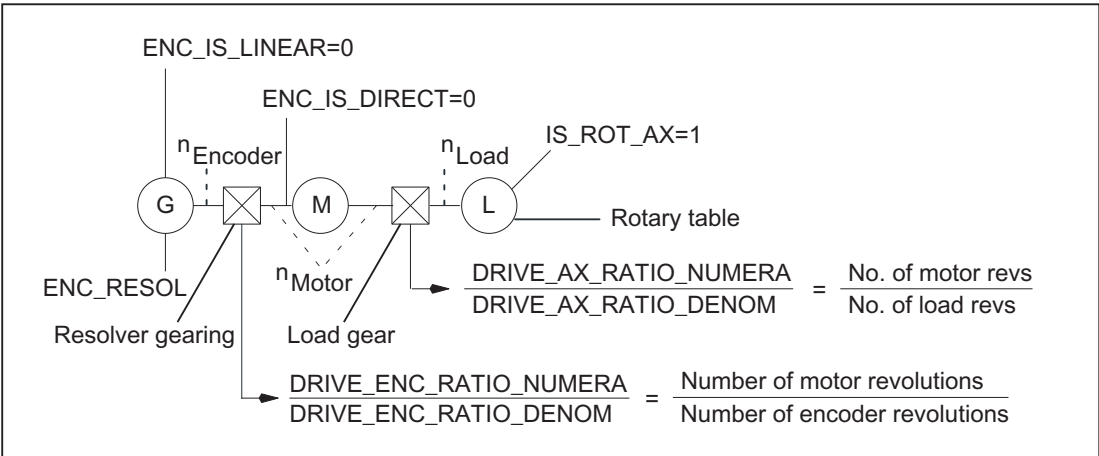 ENC_IS_LINEAR=0
ENC_IS_DIRECT=0
IS_ROT_AX=1
nEncoder
nLoad
G
M
L
Rotary table
nMotor
ENC_RESOL
DRIVE_AX_RATIO_NUMERA
DRIVE_AX_RATIO_DENOM
=
No. of motor revs
No. of load revs
Resolver gearing
Load gear
DRIVE_ENC_RATIO_NUMERA
DRIVE_ENC_RATIO_DENOM
=
Number of motor revolutions
Number of encoder revolutions